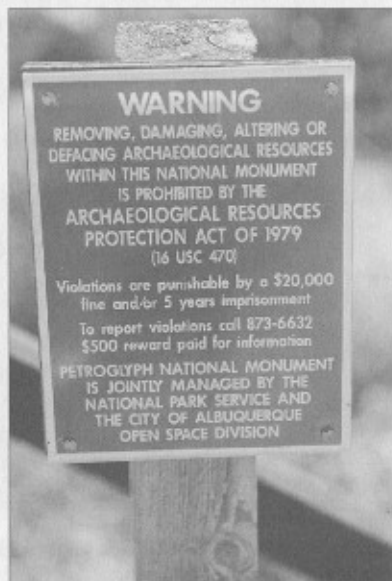 WARNING
REMOVING, DAMAGING, ALTERING OR
DEFACING ARCHAEOLOGICAL RESOURCES
WITHIN THIS NATIONAL MONUMENT
IS PROHIBITED BY THE
ARCHAEOLOGICAL RESOURCES
PROTECTION ACT OF 1979
(16 USC 470)
Violations are punishable by a $20,000
fine and/or 5 years imprisonment
To report violations call 873-6632
$500 reward paid for information
PETROGLYPH NATIONAL MONUMENT
IS JOINTLY MANAGED BY THE
NATIONAL PARK SERVICE AND
THE CITY OF ALBUQUERQUE
OPEN SPACE DIVISION